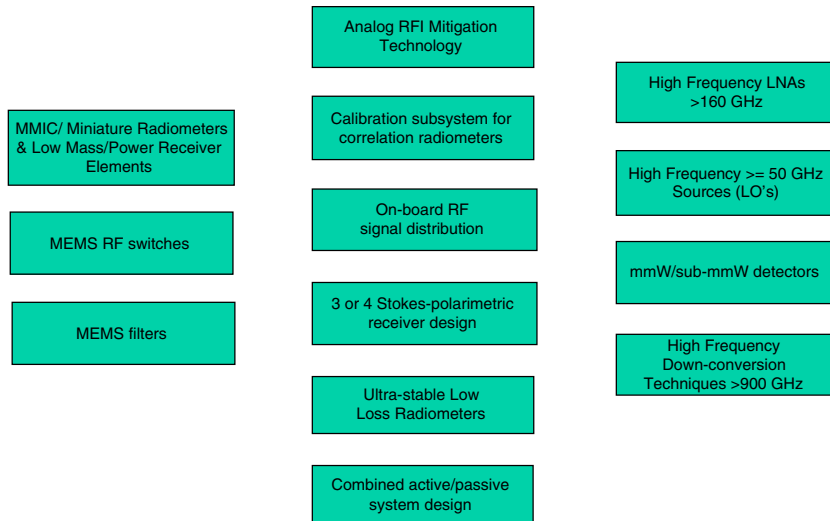 MMIC/ Miniature Radiometers
& Low Mass/Power Receiver
Elements
MEMS RF switches
MEMS filters
Analog RFI Mitigation
Technology
Calibration subsystem for
correlation radiometers
On-board RF
signal distribution
3 or 4 Stokes-polarimetric
receiver design
Ultra-stable Low
Loss Radiometers
Combined active/passive
system design
High Frequency LNAs
>160 GHz
High Frequency >= 50 GHz
Sources (LO's)
mmW/sub-mmW detectors
High Frequency
Down-conversion
Techniques >900 GHz